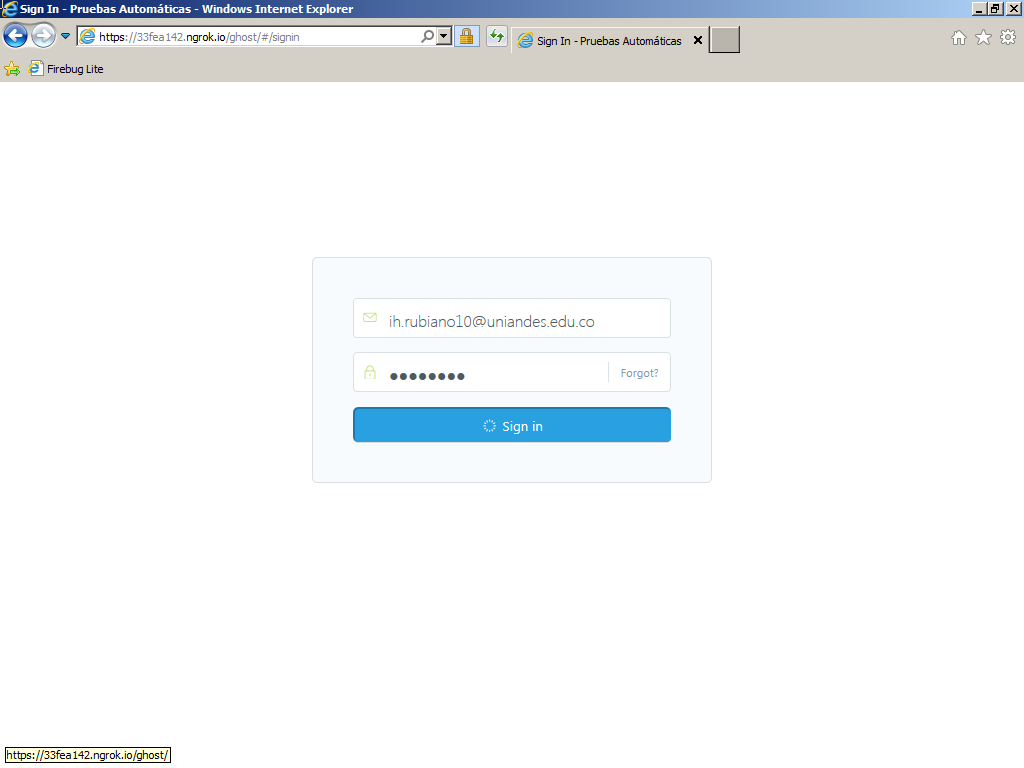 Sign In - Pruebas Automáticas - Windows Internet Explorer
https://33fea142.ngrok.io/ghost/#/signin
Sign In - Pruebas Automáticas
Firebug Lite
ih.rubiano10@uniandes.edu.co
Forgot?
Sign in
https://33fea142.ngrok.io/ghost/